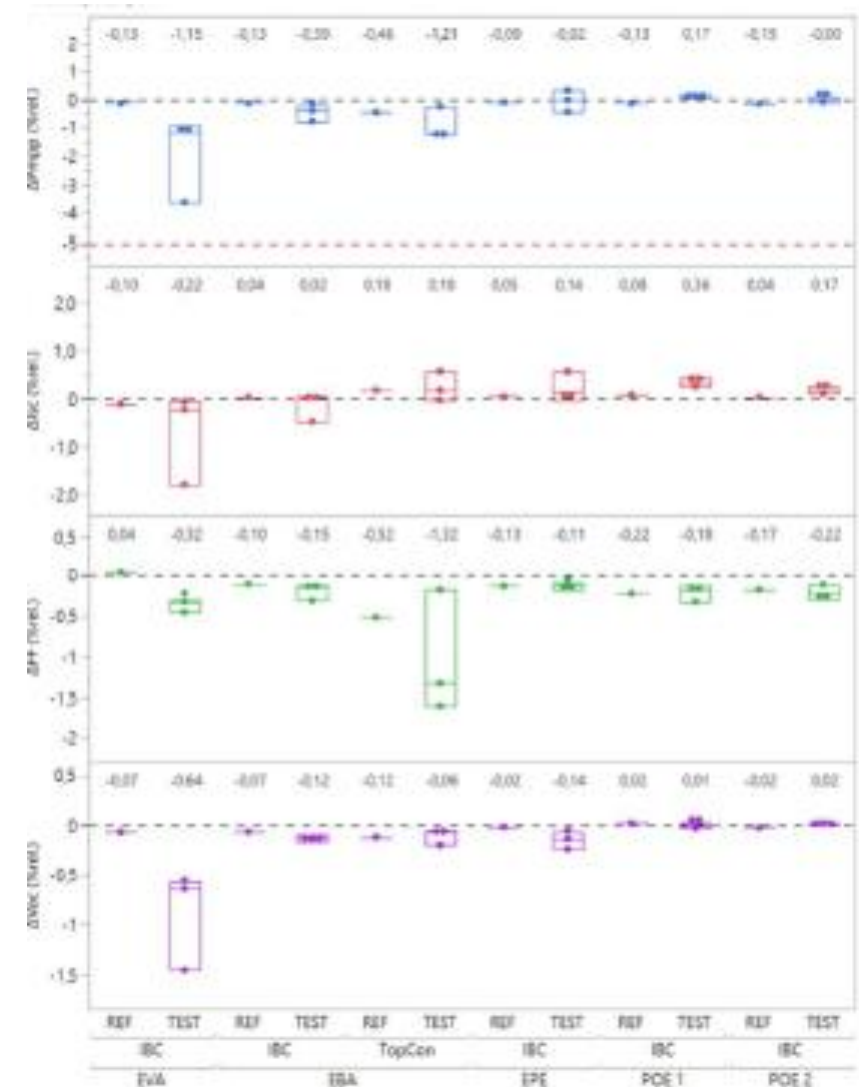 -0,13 -1,15 -0,13 -0,39 -0,46 -1,21 -0,09 -0,02 -0,13 0,17 -0,15 -0,00
2
1
0
-1
-2
-3
-4
-5
ΔPmpp (%rel.)
-0,10 -0,22 0,04 0,02 0,18 0,18 0,05 0,14 0,08 0,36 0,04 0,17
2,0
1,0
0
-1,0
-2,0
ΔIsc (%rel.)
0,04 -0,32 -0,10 -0,15 -0,52 -1,32 -0,13 -0,11 -0,22 -0,18 -0,17 -0,22
0,5
0
-0,5
-1
-1,5
-2
ΔFF (%rel.)
-0,07 -0,64 -0,07 -0,12 -0,12 -0,06 -0,02 -0,14 0,02 0,01 -0,02 0,02
0,5
0
-0,5
-1
-1,5
ΔVoc (%rel.)
REF TEST REF TEST REF TEST REF TEST REF TEST REF TEST
IBC IBC TopCon IBC IBC IBC
EVA EBA EPE POE 1 POE 2